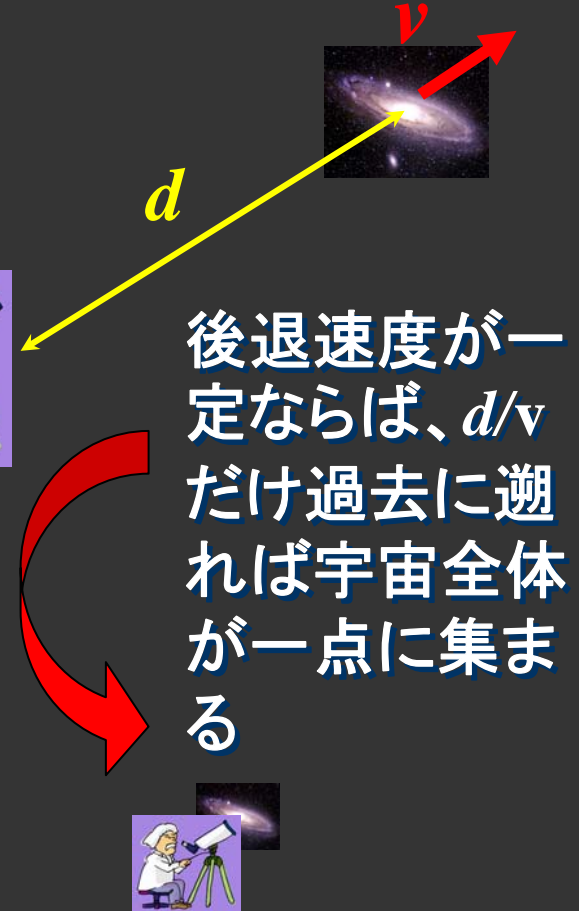 v
d
後退速度が一
定ならば、d/v
だけ過去に遡
れば宇宙全体
が一点に集ま
る